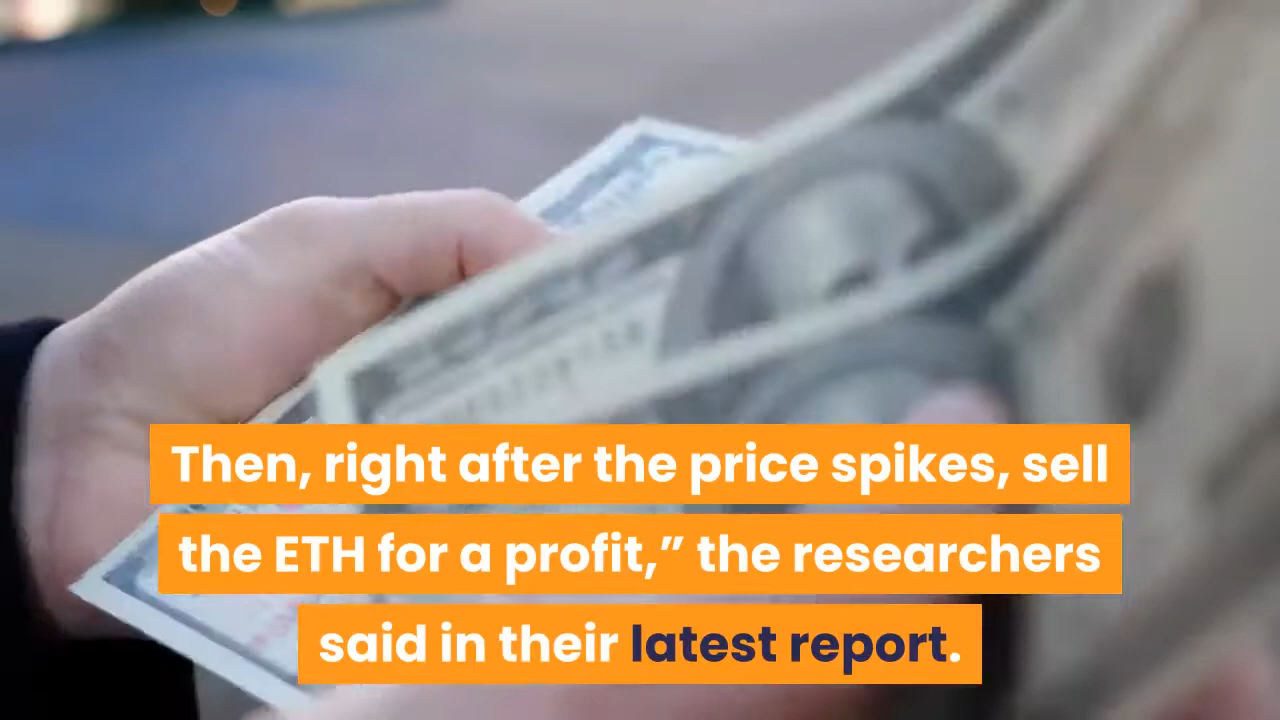 Then, right after the price spikes, sell
the ETH for a profit,” the researchers
said in their latest report.